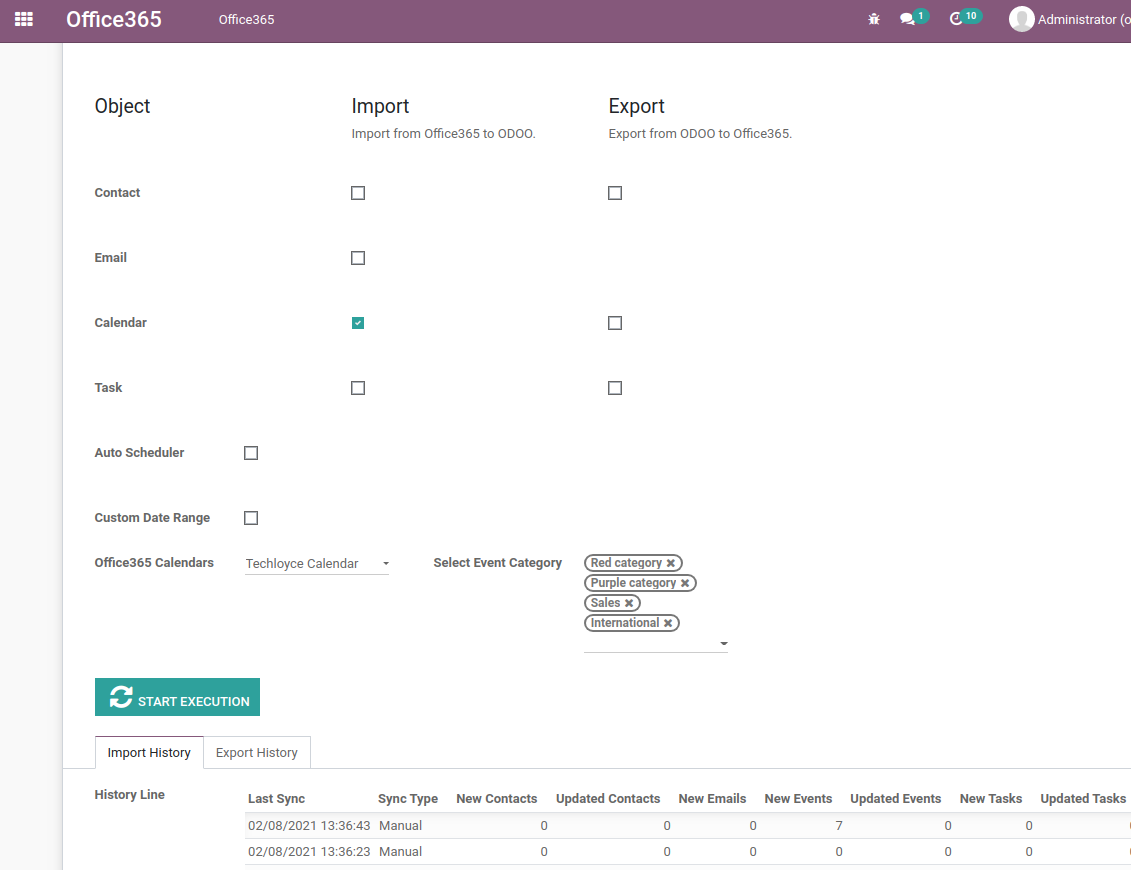 Office365 Office365 1 10 Administrator (o
Object Import Export
Import from Office365 to ODOO. Export from ODOO to Office365.
Contact
Email
Calendar
Task
Auto Scheduler
Custom Date Range
Office365 Calendars Techloyce Calendar Select Event Category Red category ✖
Purple category ✖
Sales ✖
International ✖
START EXECUTION
Import History Export History
History Line
Last Sync Sync Type New Contacts Updated Contacts New Emails New Events Updated Events New Tasks Updated Tasks
02/08/2021 13:36:43 Manual 0 0 0 7 0 0
02/08/2021 13:36:23 Manual 0 0 0 0 0 0